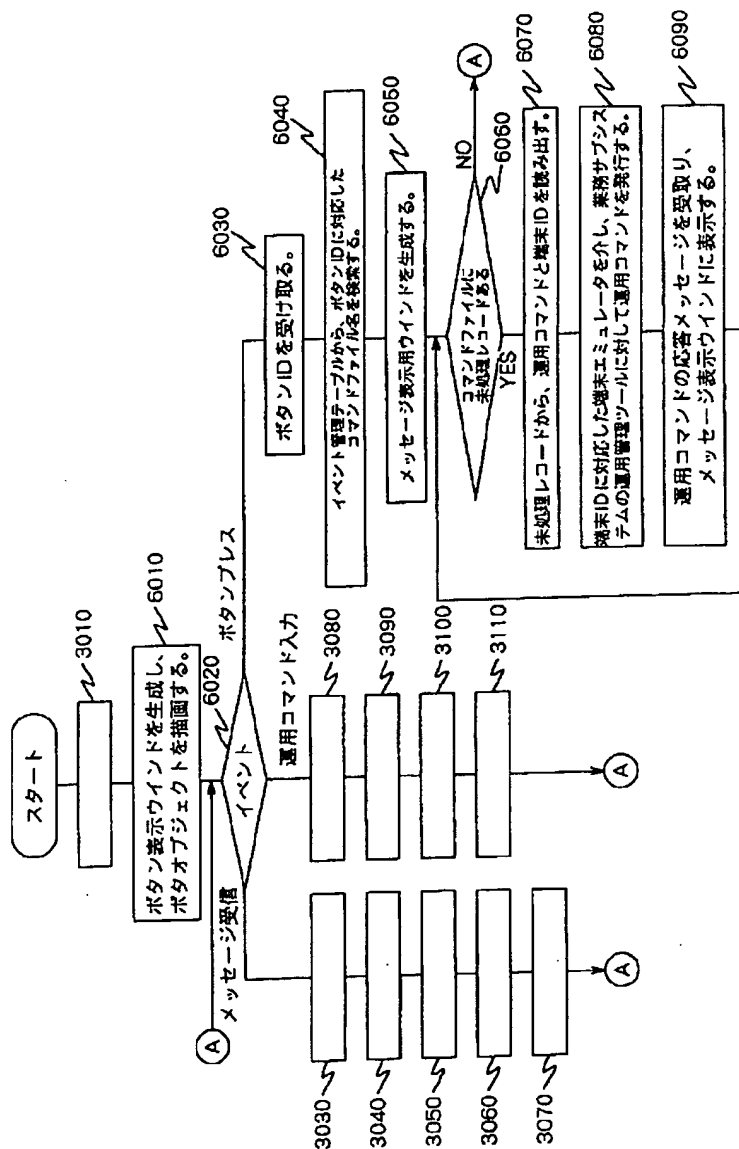 スタート
3010
ボタン表示ウインドを生成し、
ボタオブジェクトを描画する。
6010
A
メッセージ受信
イベント
6020
ボタンプレス
運用コマンド入力
3030
3040
3050
3060
3070
A
3080
3090
3100
3110
A
ボタンIDを受け取る。
6030
イベント管理テーブルから、ボタンIDに対応した
コマンドファイル名を検索する。
6040
メッセージ表示用ウインドを生成する。
6050
コマンドファイルに
未処理レコードある
6060
NO
A
YES
未処理レコードから、運用コマンドと端末IDを読み出す。
6070
端末IDに対応した端末エミュレータを介し、業務サブシス
テムの運用管理ツールに対して運用コマンドを発行する。
6080
運用コマンドの応答メッセージを受取り、
メッセージ表示ウインドに表示する。
6090